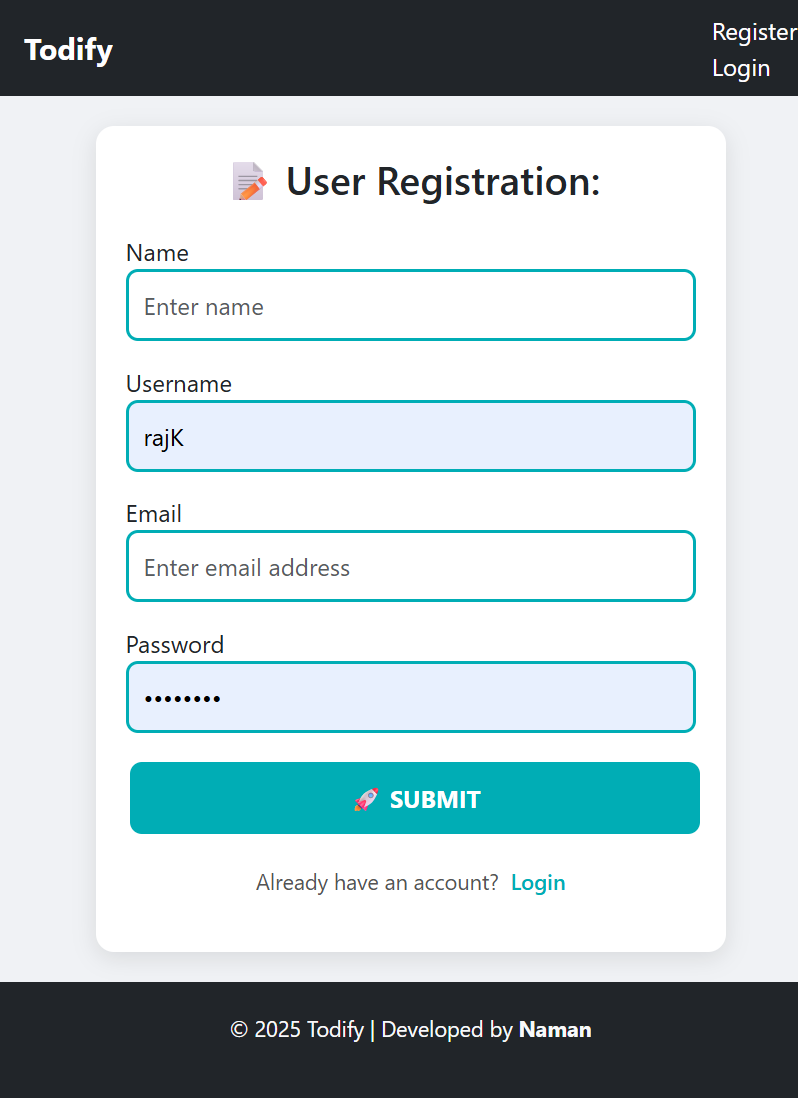 Todify
Register
Login
📝 User Registration:
Name
Enter name
Username
rajK
Email
Enter email address
Password
••••••••
🚀 SUBMIT
Already have an account? Login
© 2025 Todify | Developed by Naman